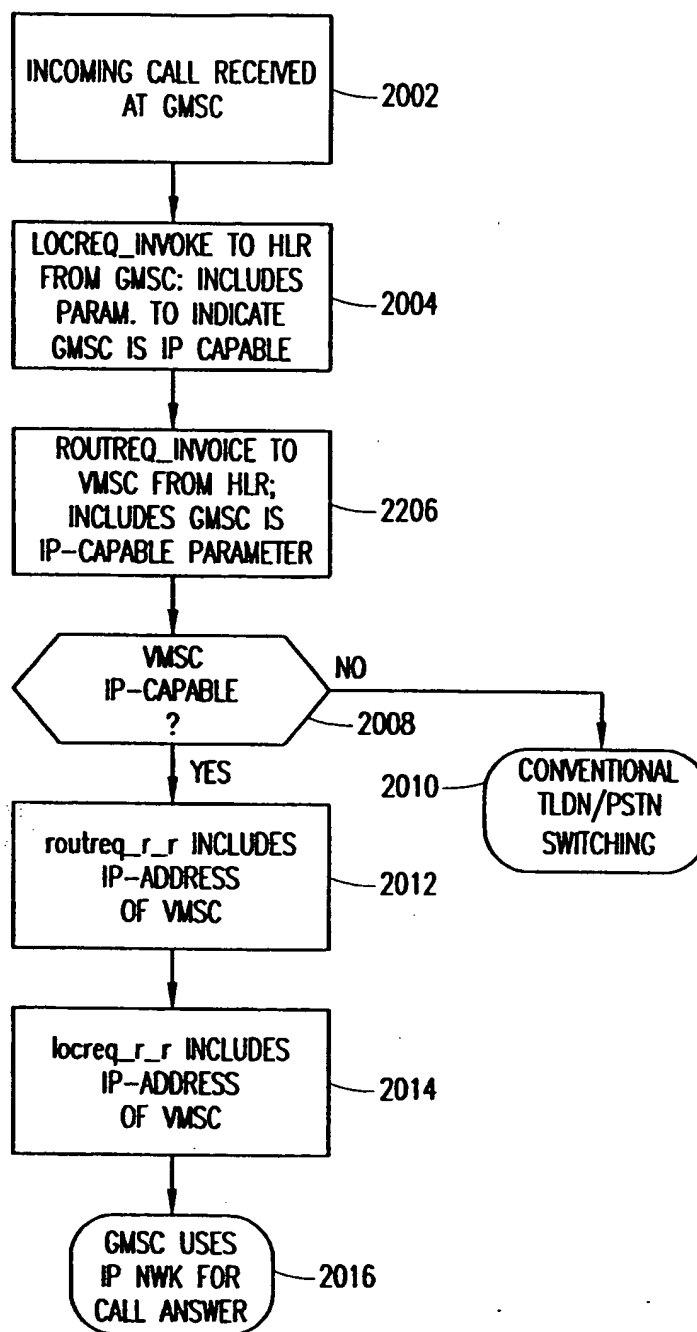 INCOMING CALL RECEIVED
AT GMSC
2002
LOCREQ_INVOKE TO HLR
FROM GMSC: INCLUDES
PARAM. TO INDICATE
GMSC IS IP CAPABLE
2004
ROUTREQ_INVOICE TO
VMSC FROM HLR;
INCLUDES GMSC IS
IP-CAPABLE PARAMETER
2206
VMSC
IP-CAPABLE
?
2008
NO
YES
2010
CONVENTIONAL
TLDN/PSTN
SWITCHING
routreq_r_r INCLUDES
IP-ADDRESS
OF VMSC
2012
locreq_r_r INCLUDES
IP-ADDRESS
OF VMSC
2014
GMSC USES
IP NWK FOR
CALL ANSWER
2016